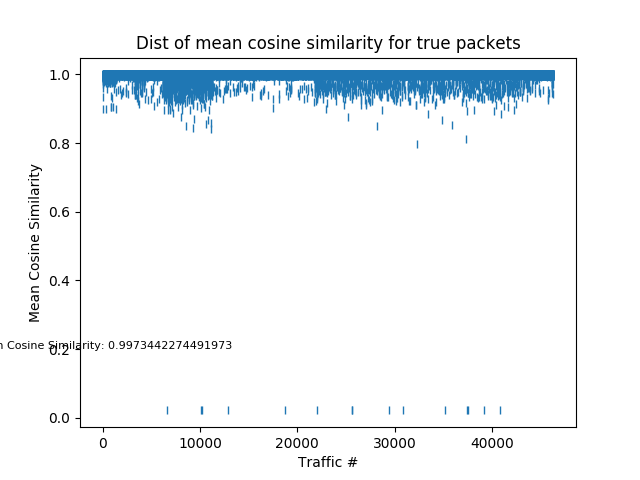 Dist of mean cosine similarity for true packets
1.0
0.8
0.6
0.4
0.2
0.0
Mean Cosine Similarity
n Cosine Similarity: 0.9973442274491973
0 10000 20000 30000 40000
Traffic #